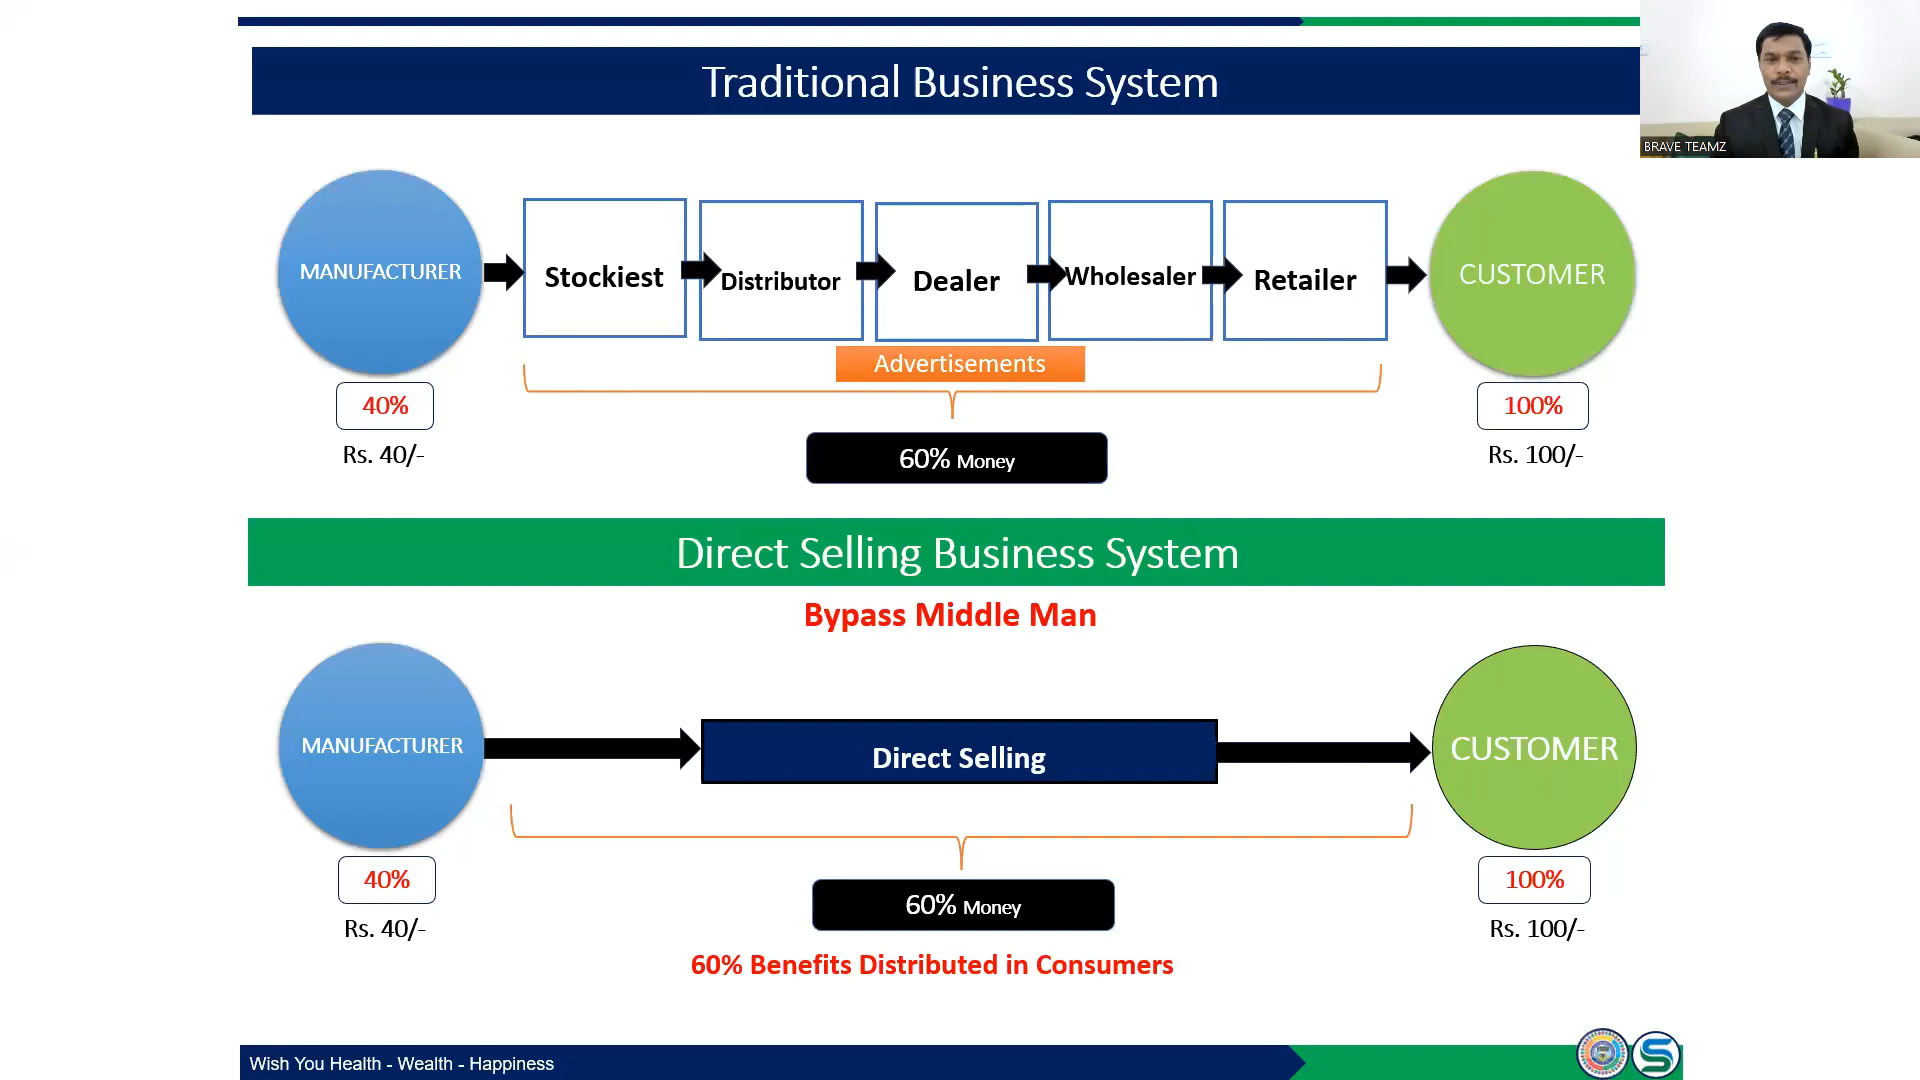 Traditional Business System
BRAVE TEAMZ
MANUFACTURER
Stockiest
Distributor
Dealer
Wholesaler
Retailer
CUSTOMER
Advertisements
40%
100%
Rs. 40/-
60% Money
Rs. 100/-
Direct Selling Business System
Bypass Middle Man
MANUFACTURER
Direct Selling
CUSTOMER
40%
100%
Rs. 40/-
60% Money
Rs. 100/-
60% Benefits Distributed in Consumers
Wish You Health - Wealth - Happiness